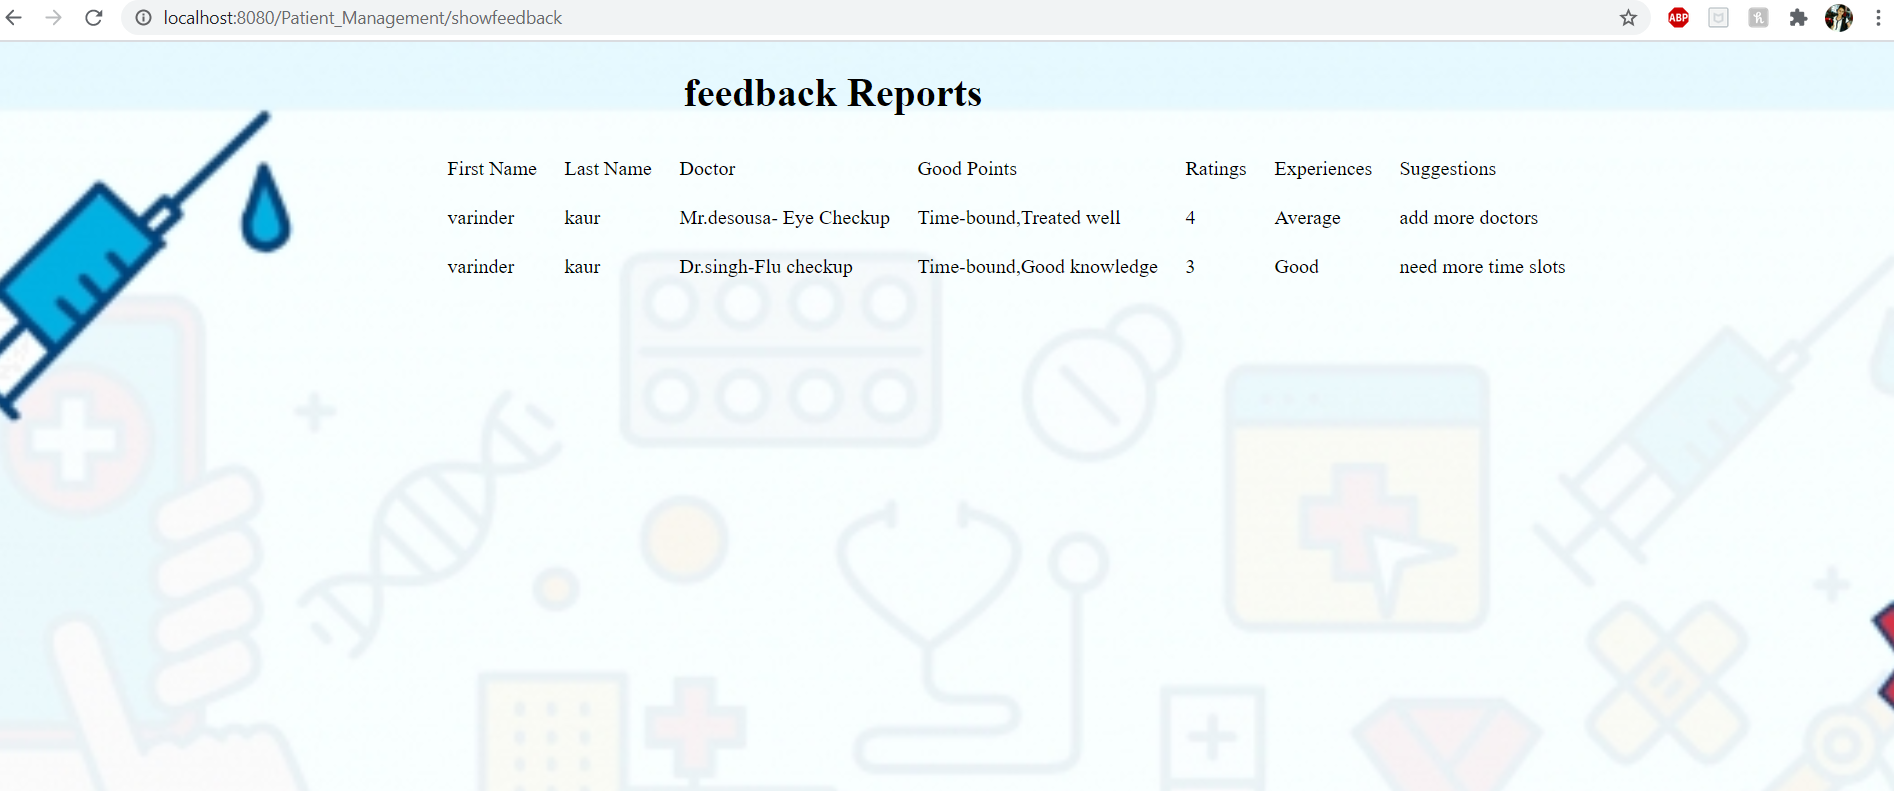 localhost:8080/Patient_Management/showfeedback
ABP
feedback Reports
First Name Last Name Doctor Good Points Ratings Experiences Suggestions
varinder kaur Mr.desousa- Eye Checkup Time-bound,Treated well 4 Average add more doctors
varinder kaur Dr.singh-Flu checkup Time-bound,Good knowledge 3 Good need more time slots